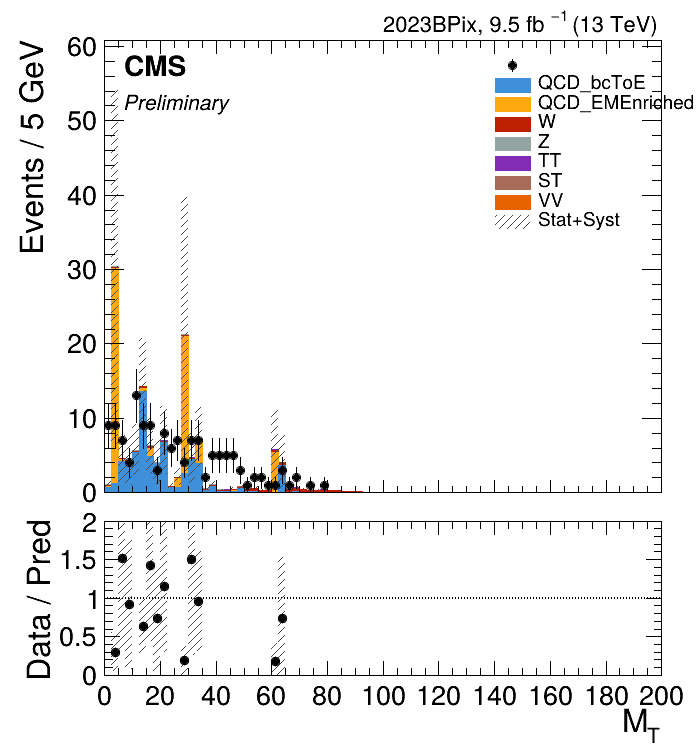 2023BPix, 9.5 fb⁻¹ (13 TeV)
CMS
Preliminary
QCD_bcToE
QCD_EMEnriched
W
Z
TT
ST
VV
Stat+Syst
Events / 5 GeV
60
50
40
30
20
10
0
Data / Pred
2
1.5
1
0.5
0
0 20 40 60 80 100 120 140 160 180 200
M_T